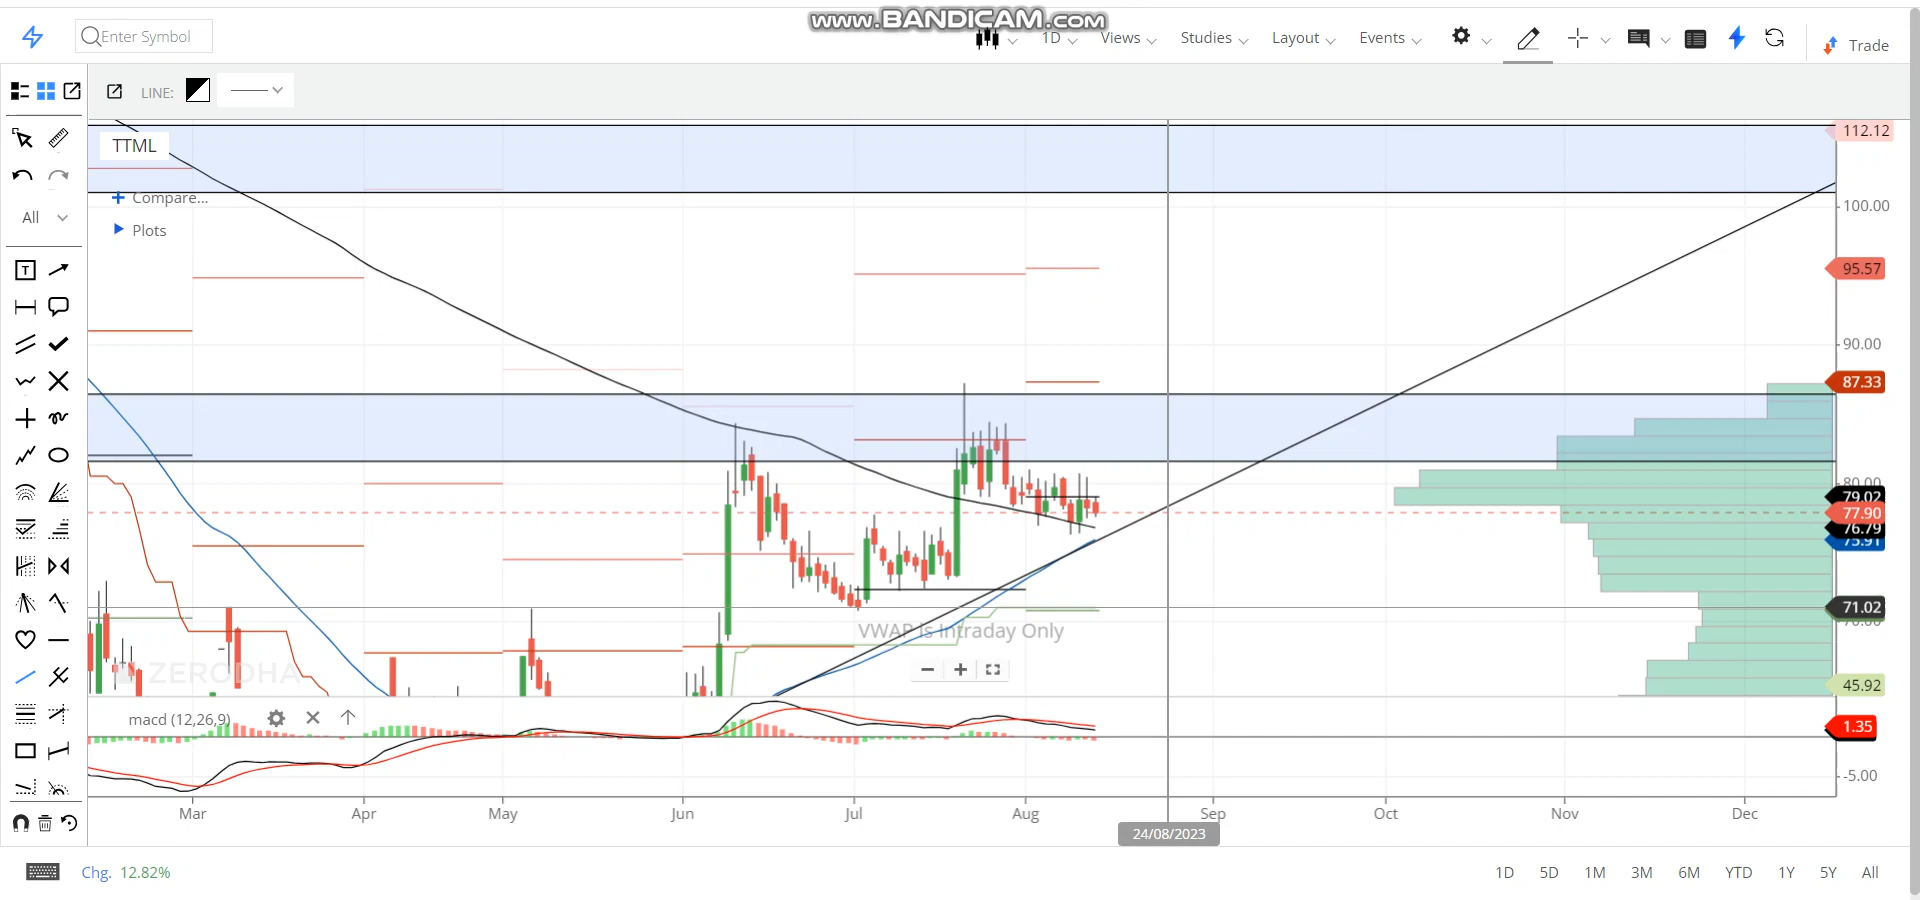 www.BANDICAM.com
Enter Symbol
1D
Views
Studies
Layout
Events
Trade
LINE:
TTML
Compare...
Plots
All
T
112.12
100.00
95.57
90.00
87.33
80.00
79.02
77.90
76.79
75.91
71.02
70.00
45.92
VWAP is Intraday Only
ZERODHA
macd (12,26,9)
1.35
-5.00
Mar
Apr
May
Jun
Jul
Aug
Sep
Oct
Nov
Dec
24/08/2023
Chg. 12.82%
1D
5D
1M
3M
6M
YTD
1Y
5Y
All